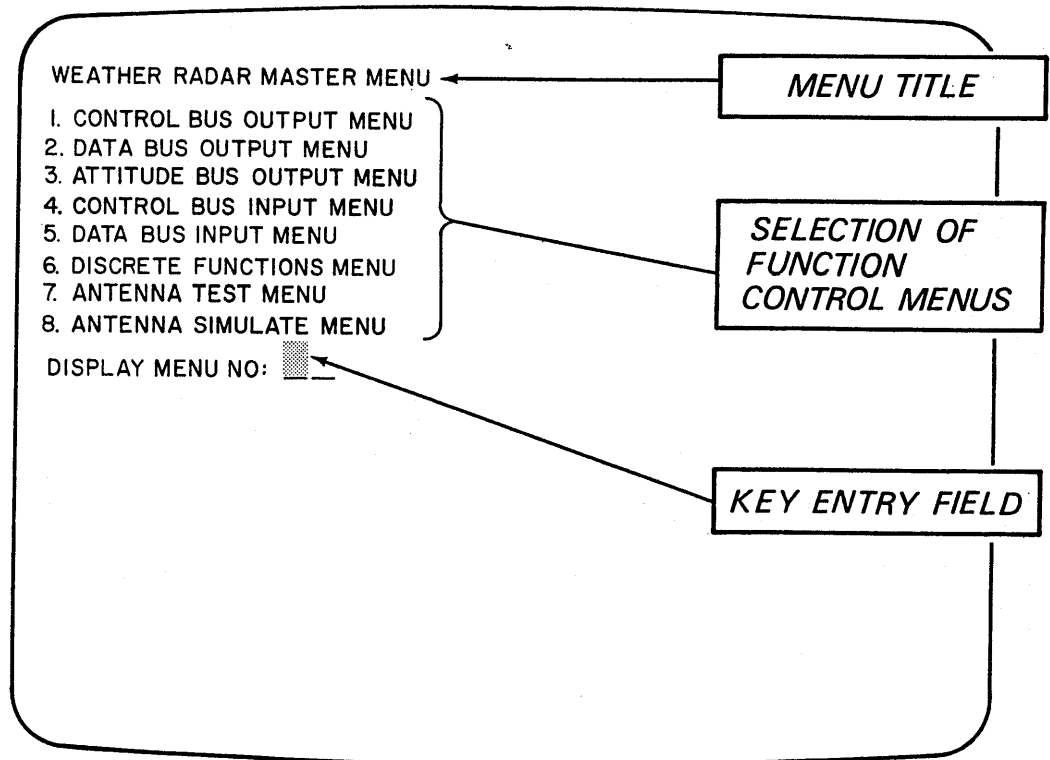 WEATHER RADAR MASTER MENU
1. CONTROL BUS OUTPUT MENU
2. DATA BUS OUTPUT MENU
3. ATTITUDE BUS OUTPUT MENU
4. CONTROL BUS INPUT MENU
5. DATA BUS INPUT MENU
6. DISCRETE FUNCTIONS MENU
7. ANTENNA TEST MENU
8. ANTENNA SIMULATE MENU
DISPLAY MENU NO: __
MENU TITLE
SELECTION OF
FUNCTION
CONTROL MENUS
KEY ENTRY FIELD